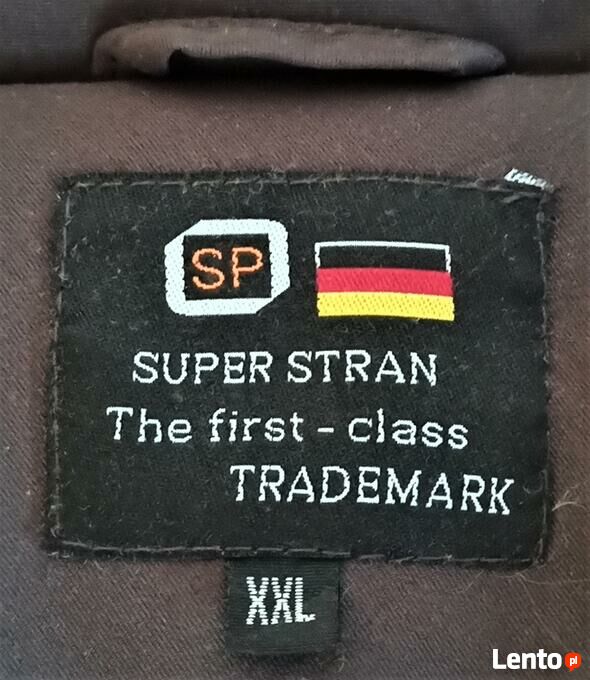 SP
SUPER STRAN
The first - class
TRADEMARK
XXL
Lento pl